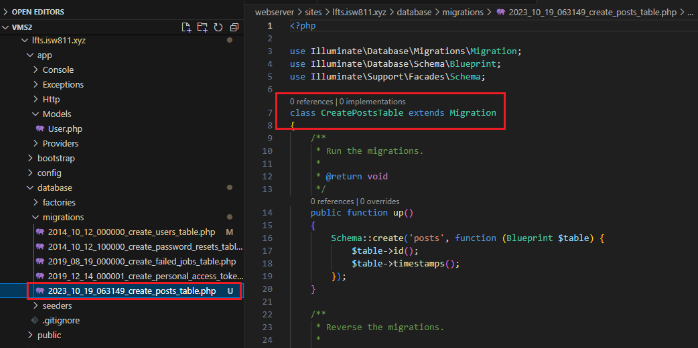 OPEN EDITORS
VMS2
lfts.isw811.xyz
app
Console
Exceptions
Http
Models
User.php
Providers
bootstrap
config
database
factories
migrations
2014_10_12_000000_create_users_table.php M
2014_10_12_100000_create_password_resets_tabl...
2019_08_19_000000_create_failed_jobs_table.php
2019_12_14_000001_create_personal_access_toke...
2023_10_19_063149_create_posts_table.php U
seeders
.gitignore
public
webserver > sites > lfts.isw811.xyz > database > migrations > 2023_10_19_063149_create_posts_table.php > ...
1 <?php
2
3 use Illuminate\Database\Migrations\Migration;
4 use Illuminate\Database\Schema\Blueprint;
5 use Illuminate\Support\Facades\Schema;
6
0 references | 0 implementations
7 class CreatePostsTable extends Migration
8 {
9 /**
10 * Run the migrations.
11 *
12 * @return void
13 */
0 references | 0 overrides
14 public function up()
15 {
16 Schema::create('posts', function (Blueprint $table) {
17 $table->id();
18 $table->timestamps();
19 });
20 }
21
22 /**
23 * Reverse the migrations.
24 *